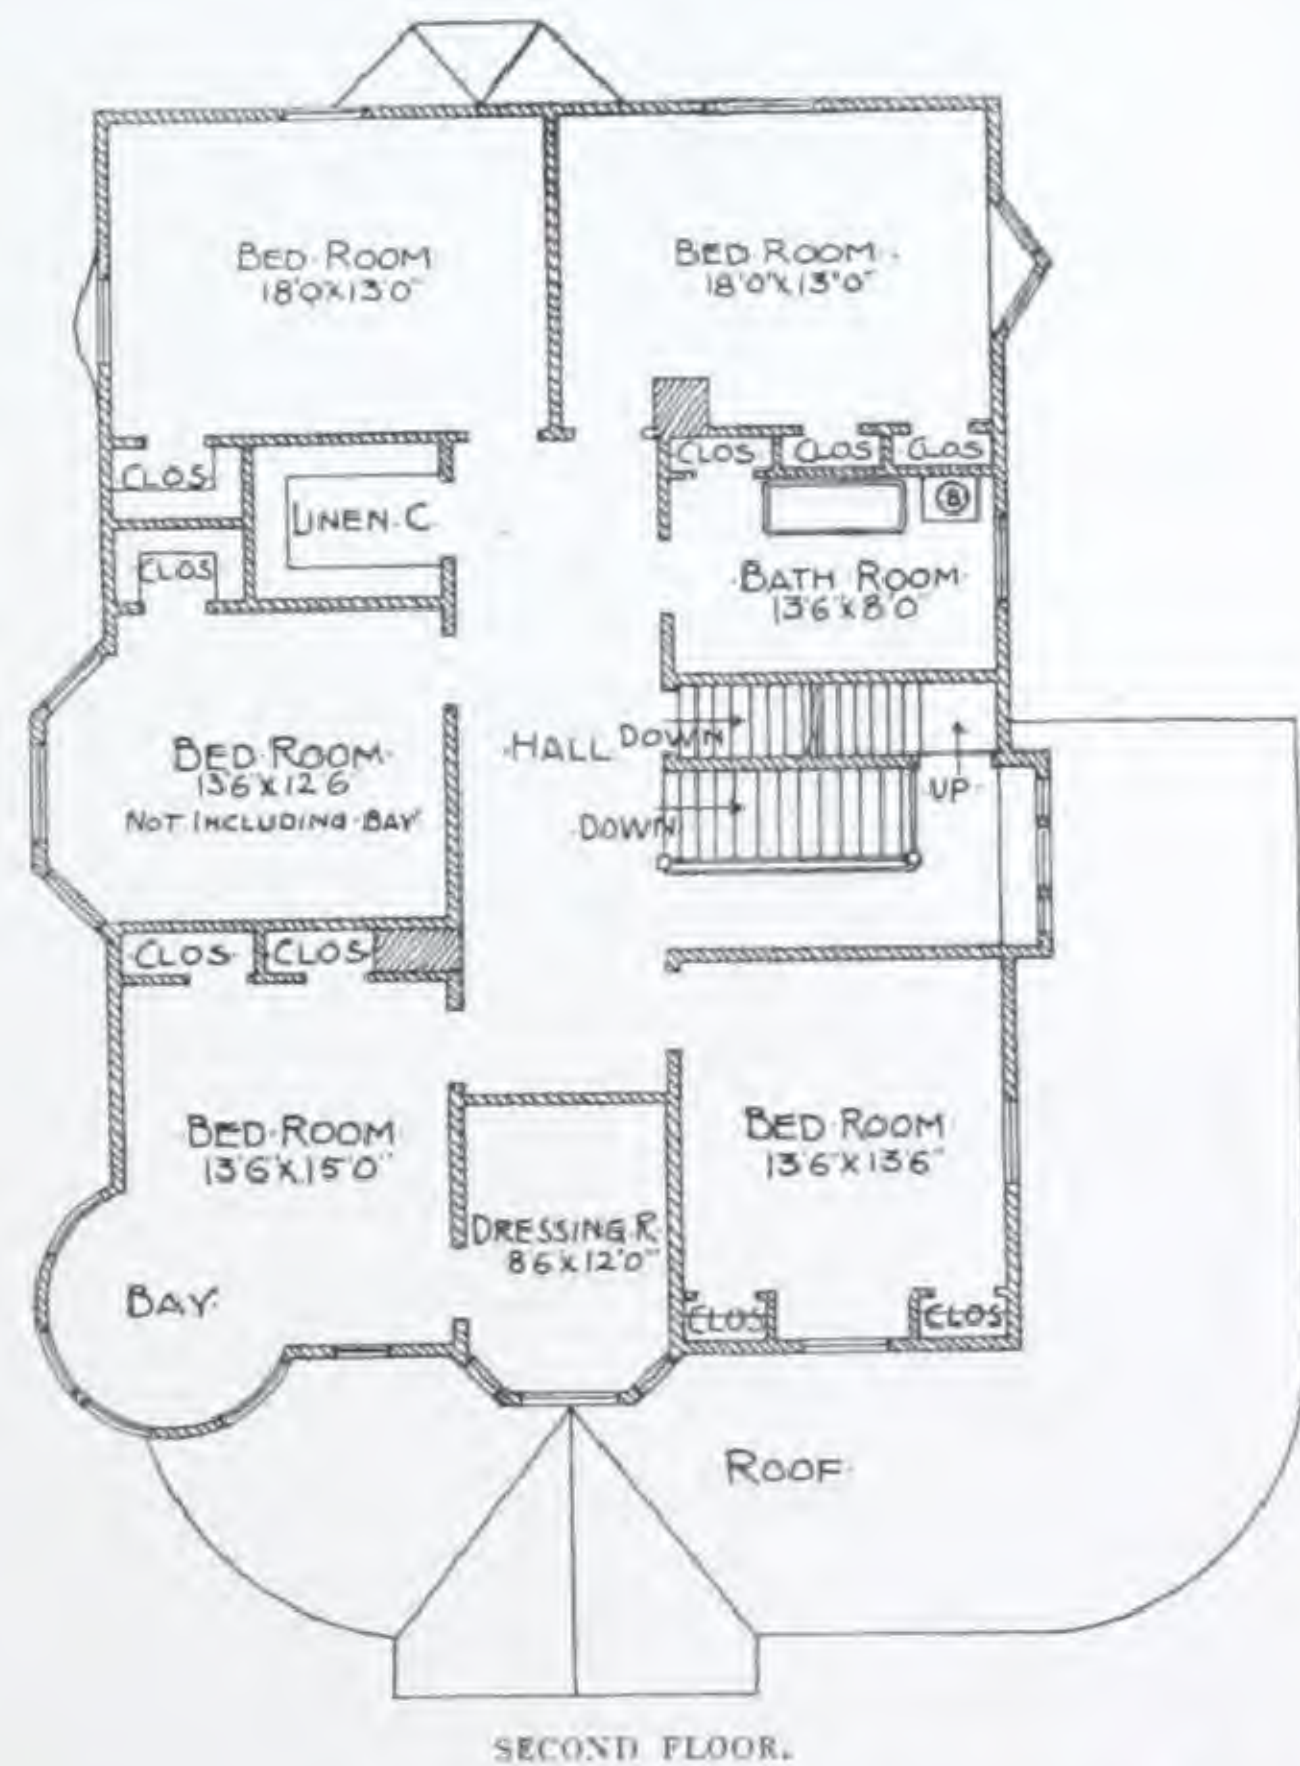 BED·ROOM
18'0"X13'0"
BED·ROOM·
18'0"X13'0"
CLOS
CLOS
CLOS
CLOS
LINEN·C
B
CLOS
·BATH ROOM·
13'6"X8'0"
·HALL
DOWN
BED·ROOM·
13'6"X12'6"
NOT·INCLUDING·BAY·
UP·
·DOWN
CLOS·
CLOS
BED·ROOM·
13'6"X15'0"
BED·ROOM
13'6"X13'6"
DRESSING·R·
8'6"X12'0"
BAY·
CLOS
CLOS
ROOF·
SECOND FLOOR.